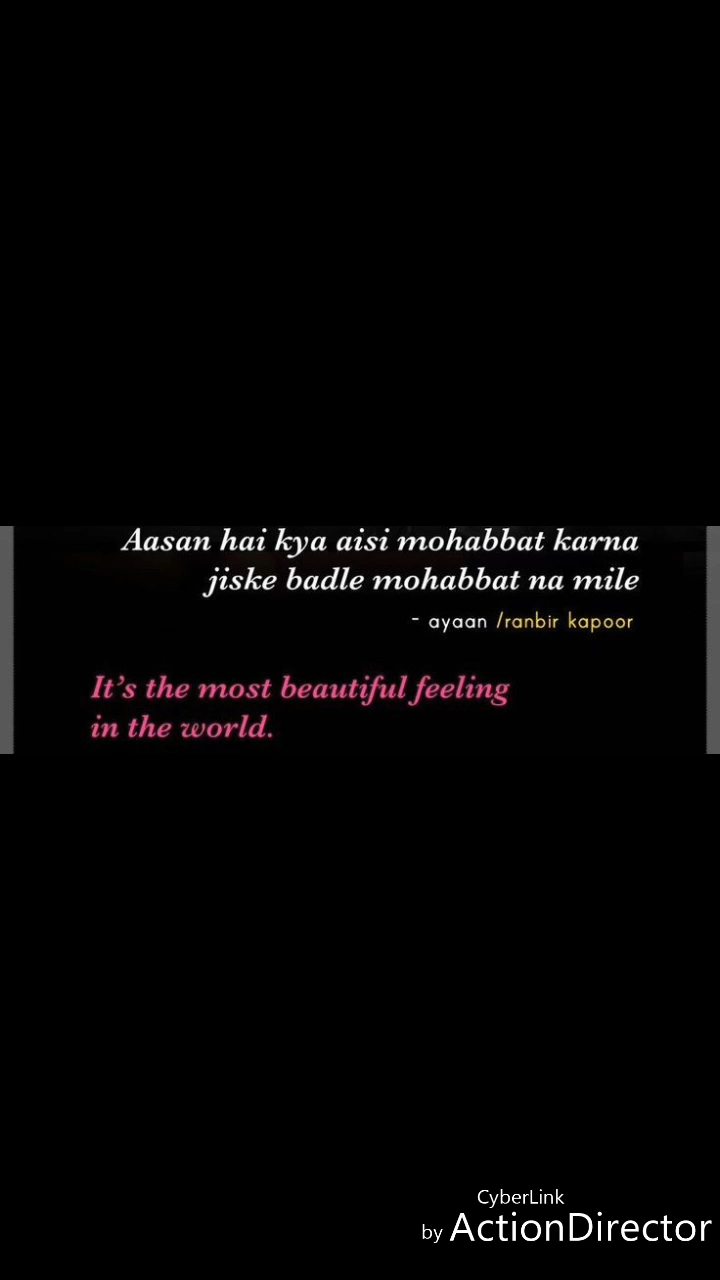 Aasan hai kya aisi mohabbat karna
jiske badle mohabbat na mile
- ayaan /ranbir kapoor
It's the most beautiful feeling
in the world.
CyberLink
by ActionDirector